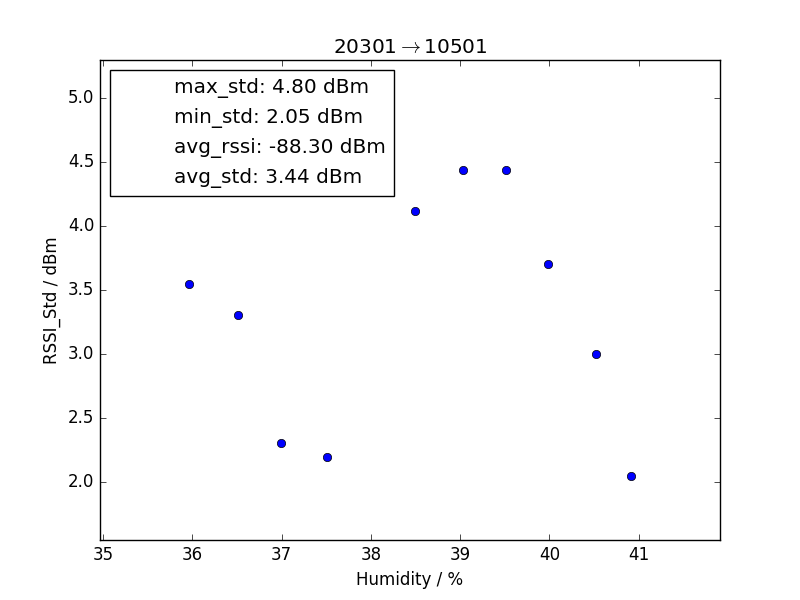 20301→10501
max_std: 4.80 dBm
min_std: 2.05 dBm
avg_rssi: -88.30 dBm
avg_std: 3.44 dBm
RSSI_Std / dBm
5.0
4.5
4.0
3.5
3.0
2.5
2.0
35 36 37 38 39 40 41
Humidity / %